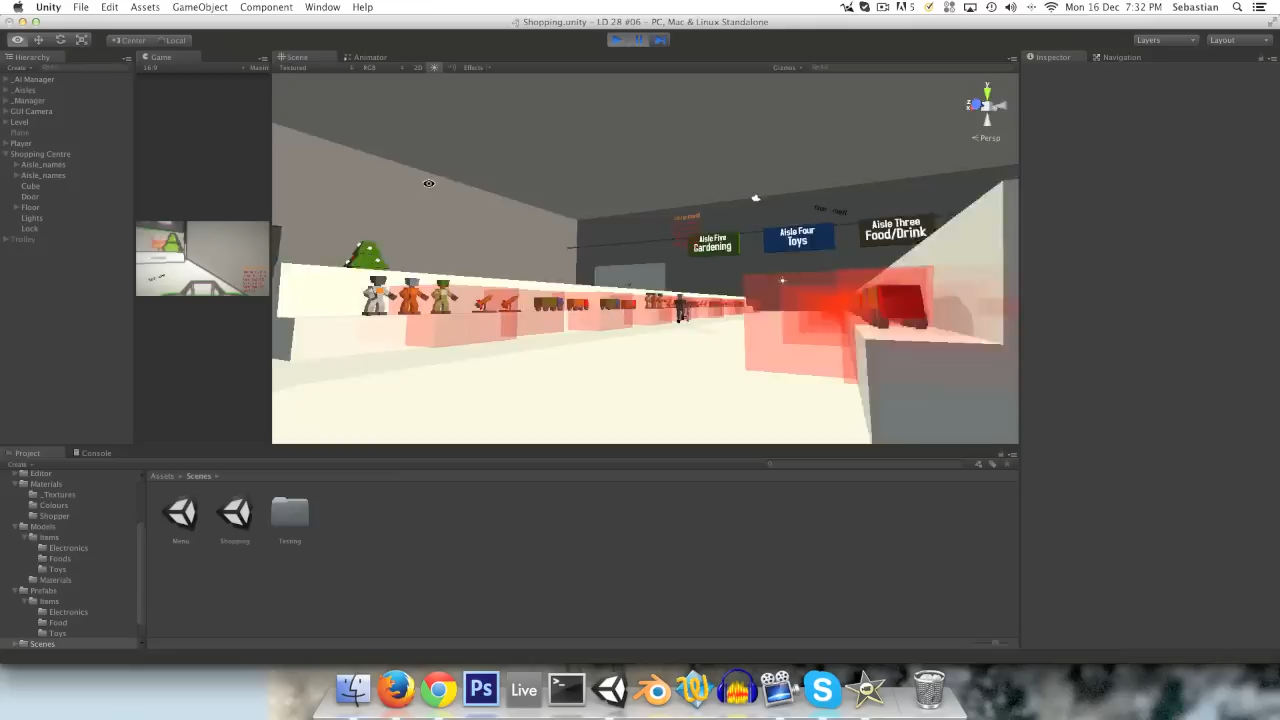 Unity File Edit Assets GameObject Component Window Help
5 Mon 16 Dec 7:32 PM Sebastian
Shopping.unity – LD 28 #06 – PC, Mac & Linux Standalone
Center Local Layers Layout
Hierarchy Game Scene Animator Inspector Navigation
Create 16:9 Maxim Textured RGB 2D Effects Gizmos
_AI Manager
_Aisles
_Manager
GUI Camera
Level
Plane
Player
Shopping Centre
Aisle_names
Aisle_names
Cube
Door
Floor
Lights
Lock
Trolley
y
Persp
Aisle Five
Gardening
Aisle Four
Toys
Aisle Three
Food/Drink
Project Console
Create
Assets Scenes
Editor
Materials
_Textures
Colours
Shopper
Models
Items
Electronics
Foods
Toys
Materials
Prefabs
Items
Electronics
Food
Toys
Scenes
Menu Shopping Testing
Ps Live S